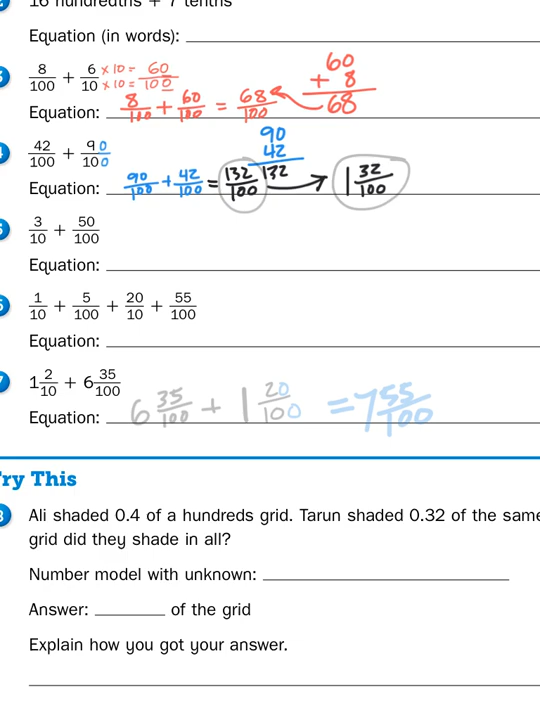 16 hundredths + 7 tenths
Equation (in words):
8/100 + 6/10 × 10 = 60 / × 10 = 100
60
+ 8
68
Equation: 8/100 + 60/100 = 68/100
4 42/100 + 90/100
90
42
132
Equation: 90/100 + 42/100 = 132/100 → 1 32/100
3/10 + 50/100
Equation:
1/10 + 5/100 + 20/10 + 55/100
Equation:
7 1 2/10 + 6 35/100
Equation: 6 35/100 + 1 20/100 = 7 55/100
Try This
8 Ali shaded 0.4 of a hundreds grid. Tarun shaded 0.32 of the same
grid did they shade in all?
Number model with unknown:
Answer: of the grid
Explain how you got your answer.